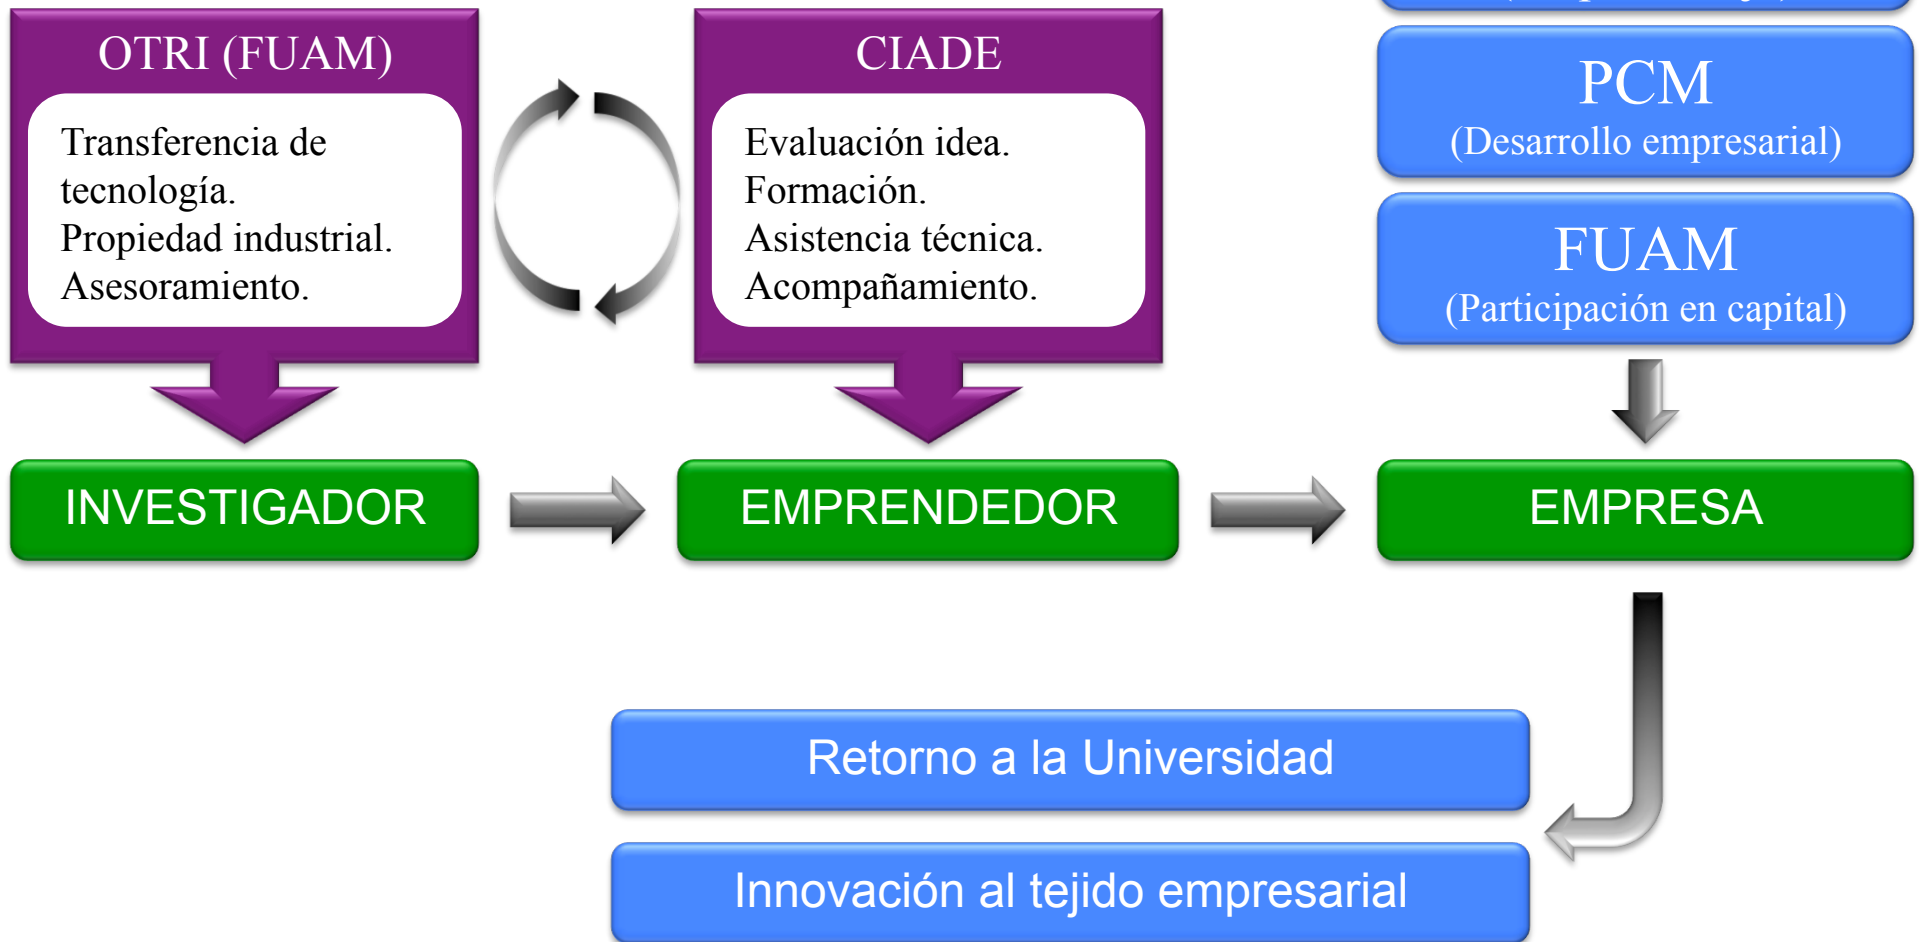 OTRI (FUAM)
Transferencia de
tecnología.
Propiedad industrial.
Asesoramiento.
CIADE
Evaluación idea.
Formación.
Asistencia técnica.
Acompañamiento.
PCM
(Desarrollo empresarial)
FUAM
(Participación en capital)
INVESTIGADOR
EMPRENDEDOR
EMPRESA
Retorno a la Universidad
Innovación al tejido empresarial